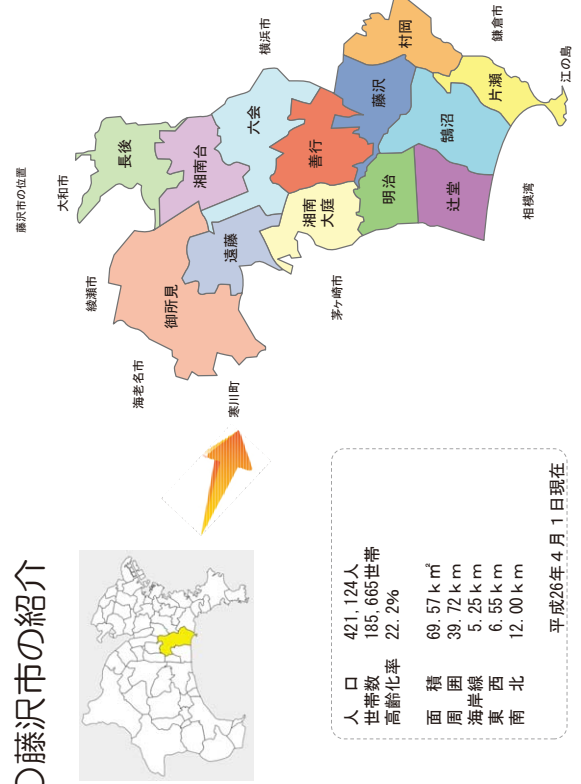 〇藤沢市の紹介
人　口　421,124人
世帯数　185,665世帯
高齢化率　22.2%
面　積　69.57ｋ㎡
周　囲　39.72ｋｍ
海岸線　5.25ｋｍ
東　西　6.55ｋｍ
南　北　12.00ｋｍ
平成26年４月１日現在
藤沢市の位置
大和市
綾瀬市
海老名市
寒川町
横浜市
鎌倉市
江の島
茅ヶ崎市
相模湾
長後
湘南台
六会
御所見
遠藤
善行
湘南
大庭
藤沢
村岡
明治
鵠沼
片瀬
辻堂